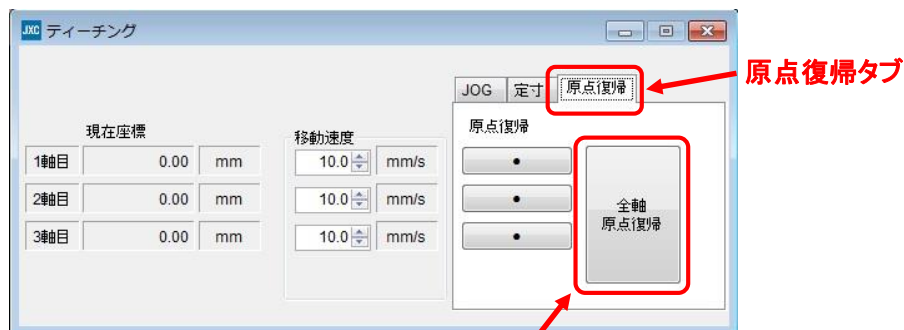 JXC ティーチング
原点復帰タブ
JOG 定寸 原点復帰
現在座標
移動速度
原点復帰
1軸目 0.00 mm 10.0 mm/s ●
2軸目 0.00 mm 10.0 mm/s ●
3軸目 0.00 mm 10.0 mm/s ●
全軸
原点復帰